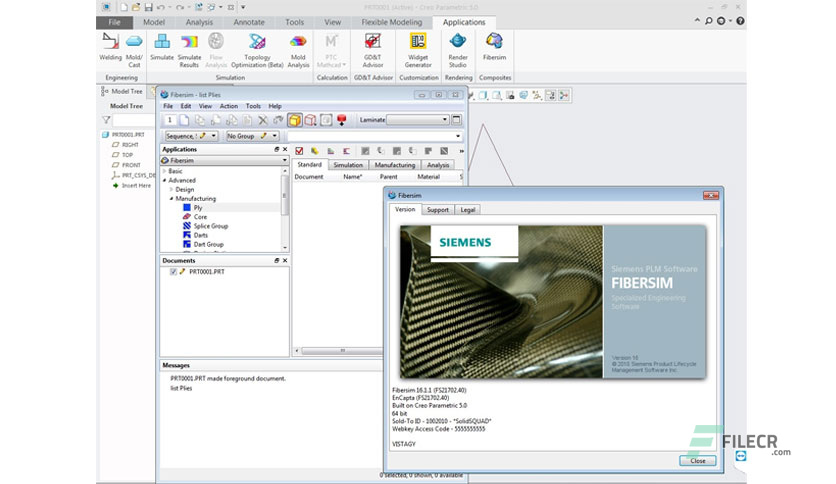 PRT0001 (Active) - Creo Parametric 5.0
File Model Analysis Annotate Tools View Flexible Modeling Applications
Welding Mold/Cast Simulate Simulate Results Flow Analysis Topology Optimization (Beta) Mold Analysis PTC Mathcad GD&T Advisor Widget Generator Render Studio Fibersim
Engineering Simulation Calculation GD&T Advisor Customization Rendering Composites
Model Tree
Model Tree
PRT0001.PRT
RIGHT
TOP
FRONT
PRT_CSYS_DE
Insert Here
Fibersim - list Plies
File Edit View Action Tools Help
1 Laminate
Sequence, No Group
Applications
Fibersim
Basic
Advanced
Design
Manufacturing
Ply
Core
Splice Group
Darts
Dart Group
Documents
PRT0001.PRT
Standard Simulation Manufacturing Analysis
Document Name* Parent Material S
Messages
PRT0001.PRT made foreground document.
list Plies
0 selected, 0 shown, 0 available
Fibersim
Version Support Legal
SIEMENS
Siemens PLM Software
FIBERSIM
Specialized Engineering
Software
Version 16
Siemens Product Lifecycle
Management Software Inc.
Fibersim 16.1.1 (FS21702.40)
EnCapta (FS21702.40)
Built on Creo Parametric 5.0
64 bit
Sold-To ID - 1002010 - *SolidSQUAD*
Webkey Access Code - 5555555555
VISTAGY
Close
FILECR
.com